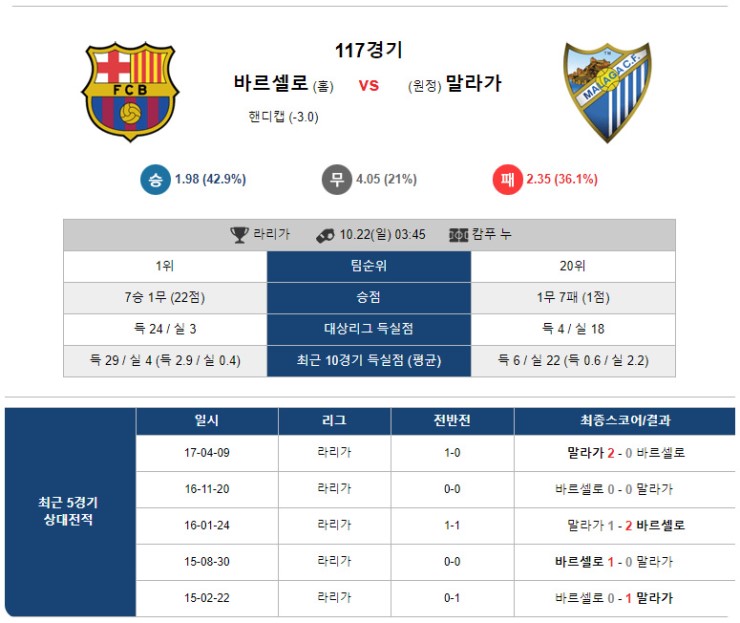 117경기
바르셀로 (홈) vs (원정) 말라가
핸디캡 (-3.0)
FCB
MALAGA C.F.
승 1.98 (42.9%) 무 4.05 (21%) 패 2.35 (36.1%)
라리가 10.22(일) 03:45 캄푸 누
1위 팀순위 20위
7승 1무 (22점) 승점 1무 7패 (1점)
득 24 / 실 3 대상리그 득실점 득 4 / 실 18
득 29 / 실 4 (득 2.9 / 실 0.4) 최근 10경기 득실점 (평균) 득 6 / 실 22 (득 0.6 / 실 2.2)
일시 리그 전반전 최종스코어/결과
최근 5경기
상대전적
17-04-09 라리가 1-0 말라가 2 - 0 바르셀로
16-11-20 라리가 0-0 바르셀로 0 - 0 말라가
16-01-24 라리가 1-1 말라가 1 - 2 바르셀로
15-08-30 라리가 0-0 바르셀로 1 - 0 말라가
15-02-22 라리가 0-1 바르셀로 0 - 1 말라가